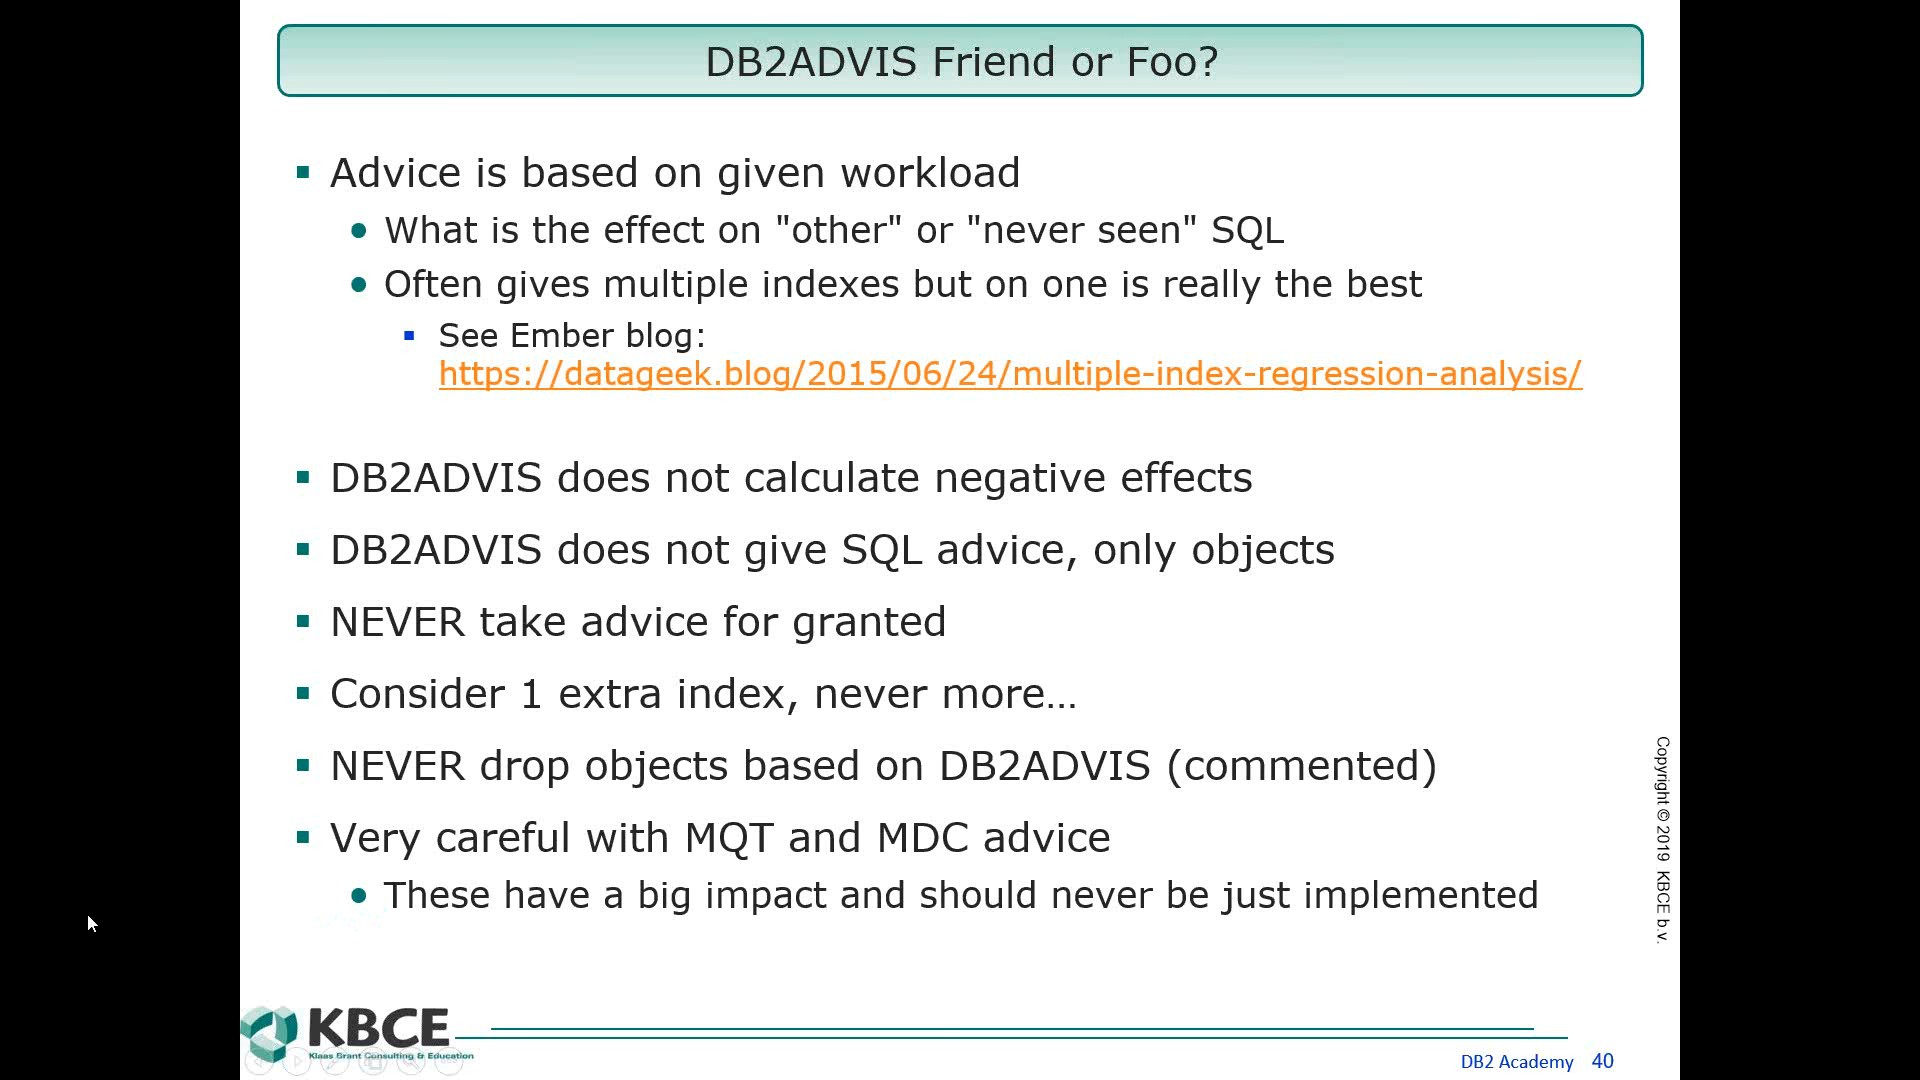 DB2ADVIS Friend or Foo?
Advice is based on given workload
What is the effect on "other" or "never seen" SQL
Often gives multiple indexes but on one is really the best
See Ember blog:
https://datageek.blog/2015/06/24/multiple-index-regression-analysis/
DB2ADVIS does not calculate negative effects
DB2ADVIS does not give SQL advice, only objects
NEVER take advice for granted
Consider 1 extra index, never more…
NEVER drop objects based on DB2ADVIS (commented)
Very careful with MQT and MDC advice
These have a big impact and should never be just implemented
Copyright © 2019 KBCE b.v.
KBCE
Klaas Brant Consulting & Education
DB2 Academy 40